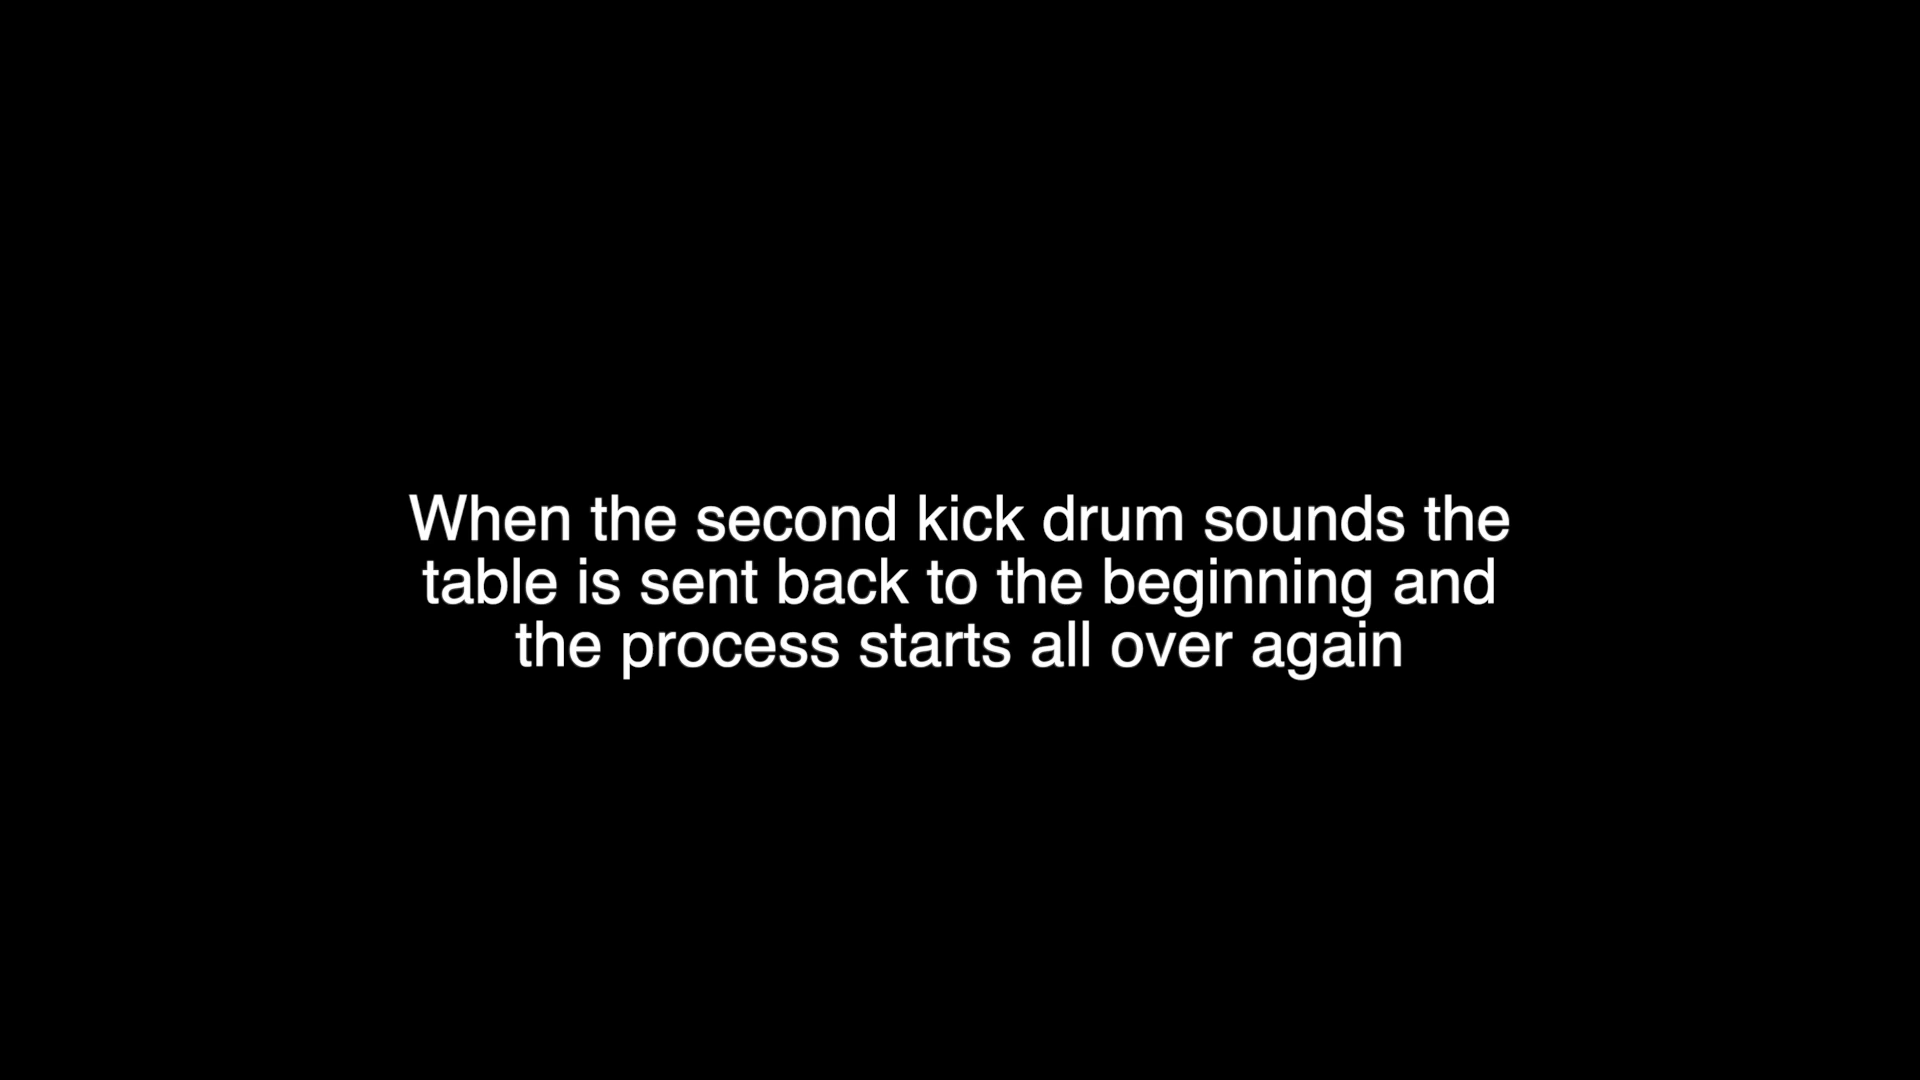 When the second kick drum sounds the
table is sent back to the beginning and
the process starts all over again